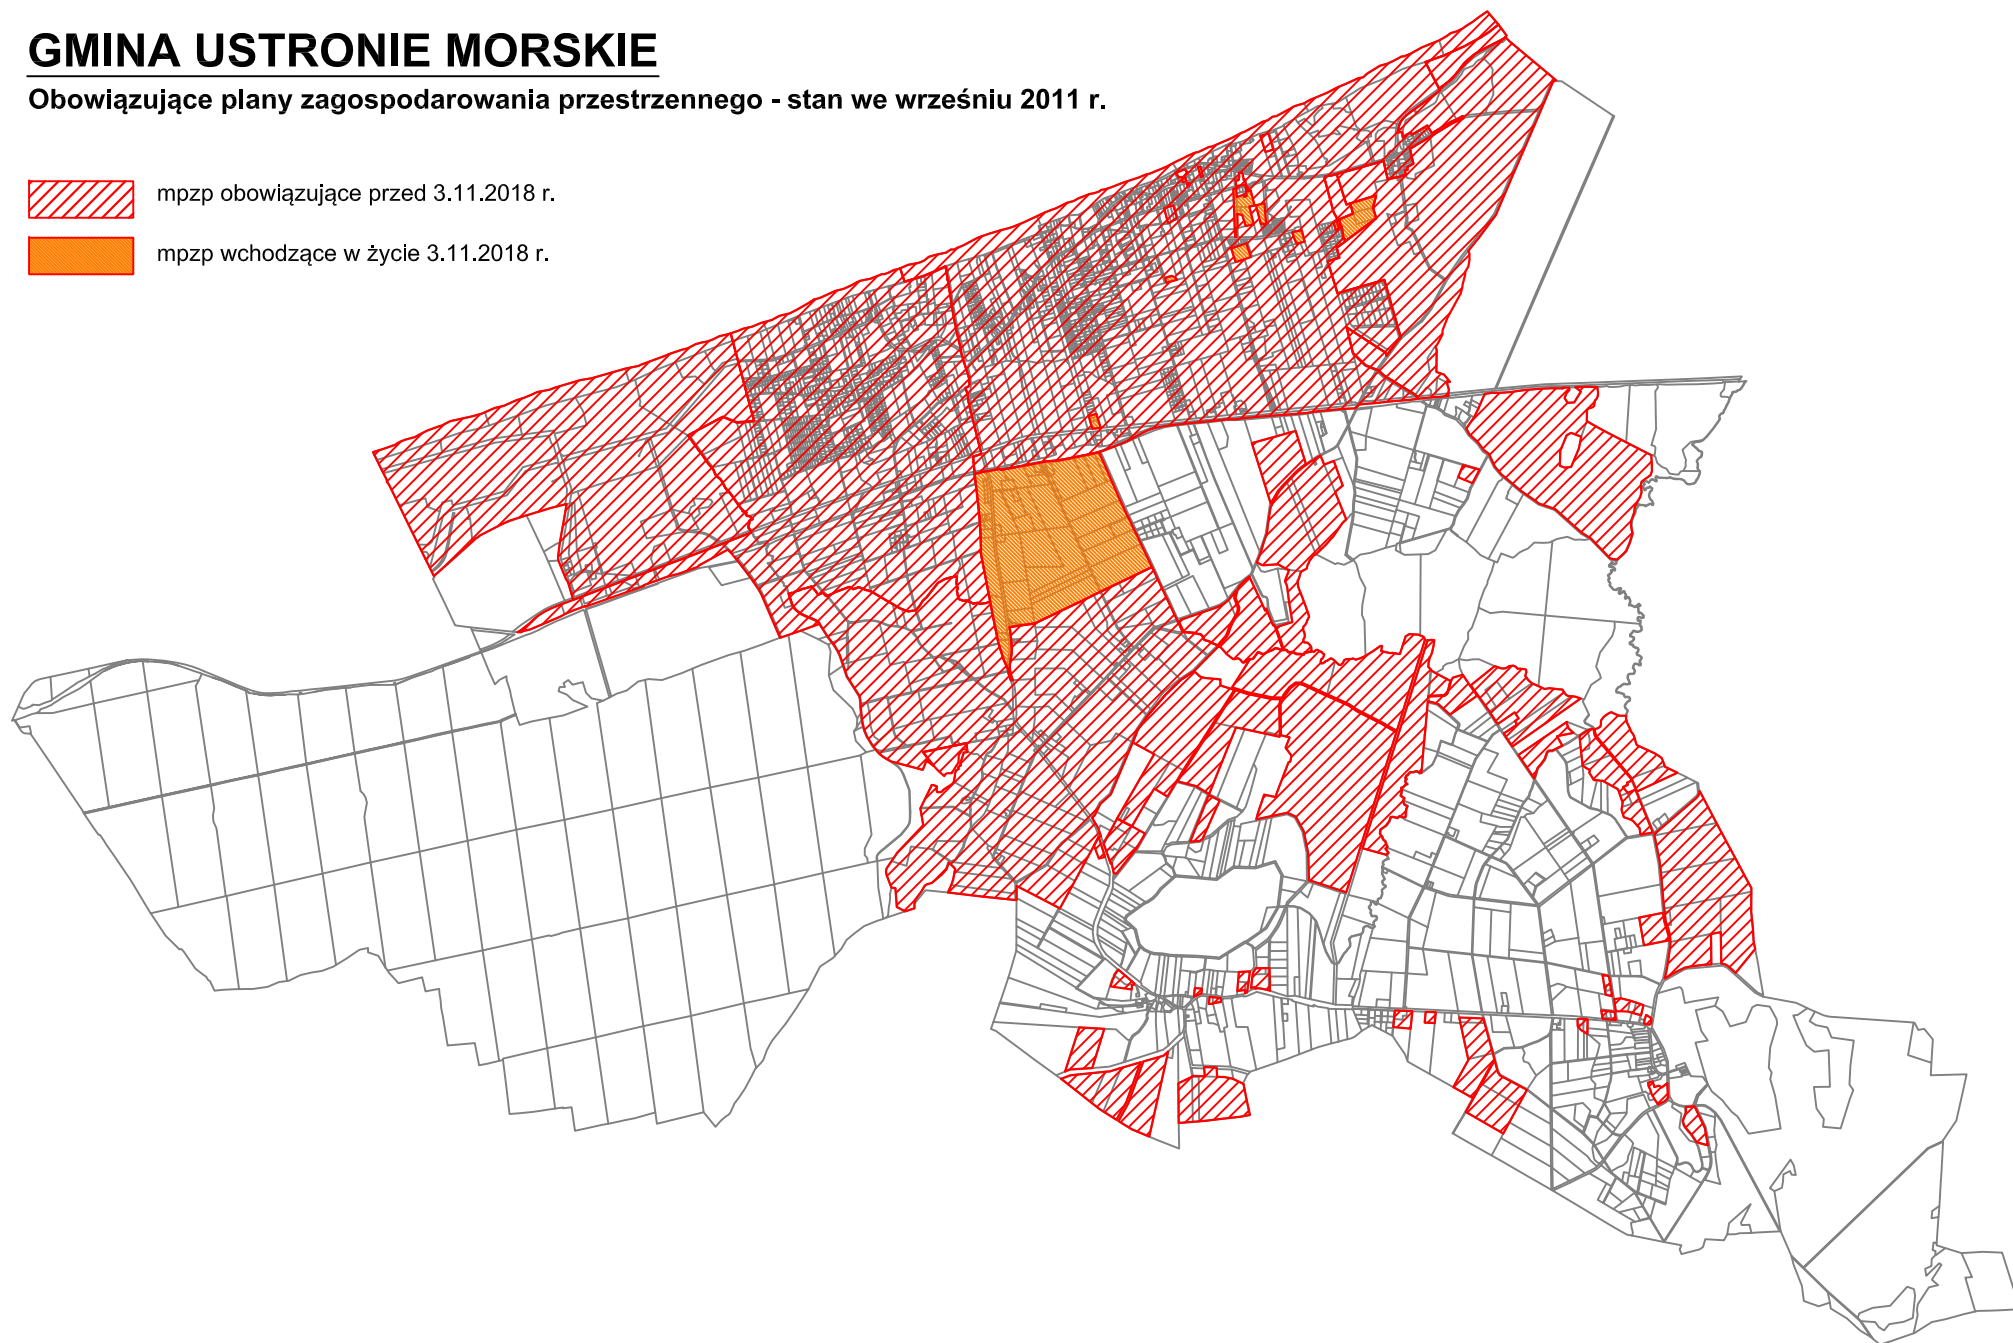 GMINA USTRONIE MORSKIE
Obowiązujące plany zagospodarowania przestrzennego - stan we wrześniu 2011 r.
mpzp obowiązujące przed 3.11.2018 r.
mpzp wchodzące w życie 3.11.2018 r.